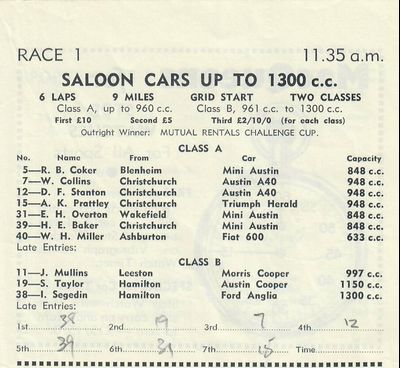 RACE 1 11.35 a.m.
SALOON CARS UP TO 1300 c.c.
6 LAPS 9 MILES GRID START TWO CLASSES
Class A, up to 960 c.c. Class B, 961 c.c. to 1300 c.c.
First £10 Second £5 Third £2/10/0 (for each class)
Outright Winner: MUTUAL RENTALS CHALLENGE CUP.
CLASS A
No. Name From Car Capacity
5—R. B. Coker Blenheim Mini Austin 848 c.c.
7—W. Collins Christchurch Austin A40 948 c.c.
12—D. F. Stanton Christchurch Austin A40 948 c.c.
15—A. K. Prattley Christchurch Triumph Herald 948 c.c.
31—E. H. Overton Wakefield Mini Austin 848 c.c.
39—H. E. Baker Christchurch Mini Austin 848 c.c.
40—W. H. Miller Ashburton Fiat 600 633 c.c.
Late Entries:
CLASS B
11—J. Mullins Leeston Morris Cooper 997 c.c.
19—S. Taylor Hamilton Austin Cooper 1150 c.c.
38—I. Segedin Hamilton Ford Anglia 1300 c.c.
Late Entries:
1st 2nd 19 3rd 7 4th 12
5th 39 6th 31 7th 15 Time